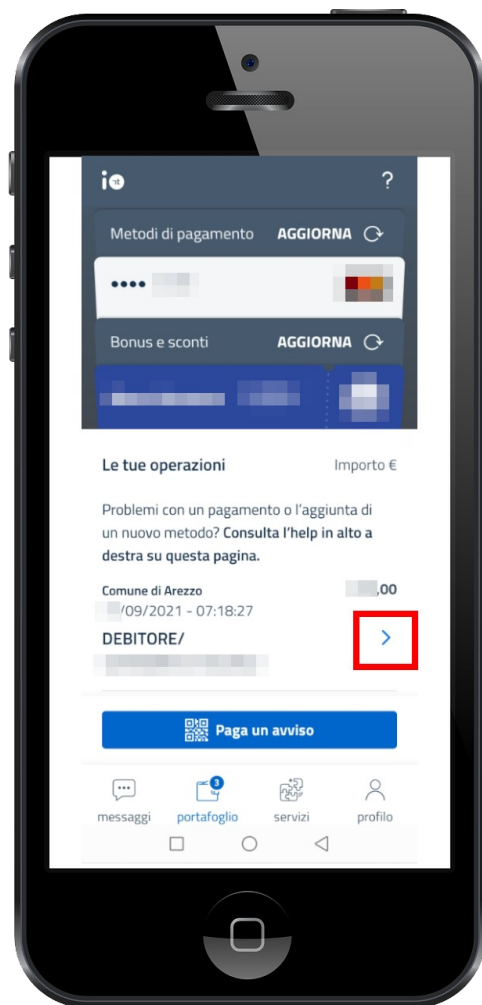 io
?
Metodi di pagamento AGGIORNA
••••
Bonus e sconti AGGIORNA
Le tue operazioni Importo €
Problemi con un pagamento o l'aggiunta di
un nuovo metodo? Consulta l'help in alto a
destra su questa pagina.
Comune di Arezzo ,00
/09/2021 - 07:18:27
DEBITORE/
Paga un avviso
3
messaggi portafoglio servizi profilo